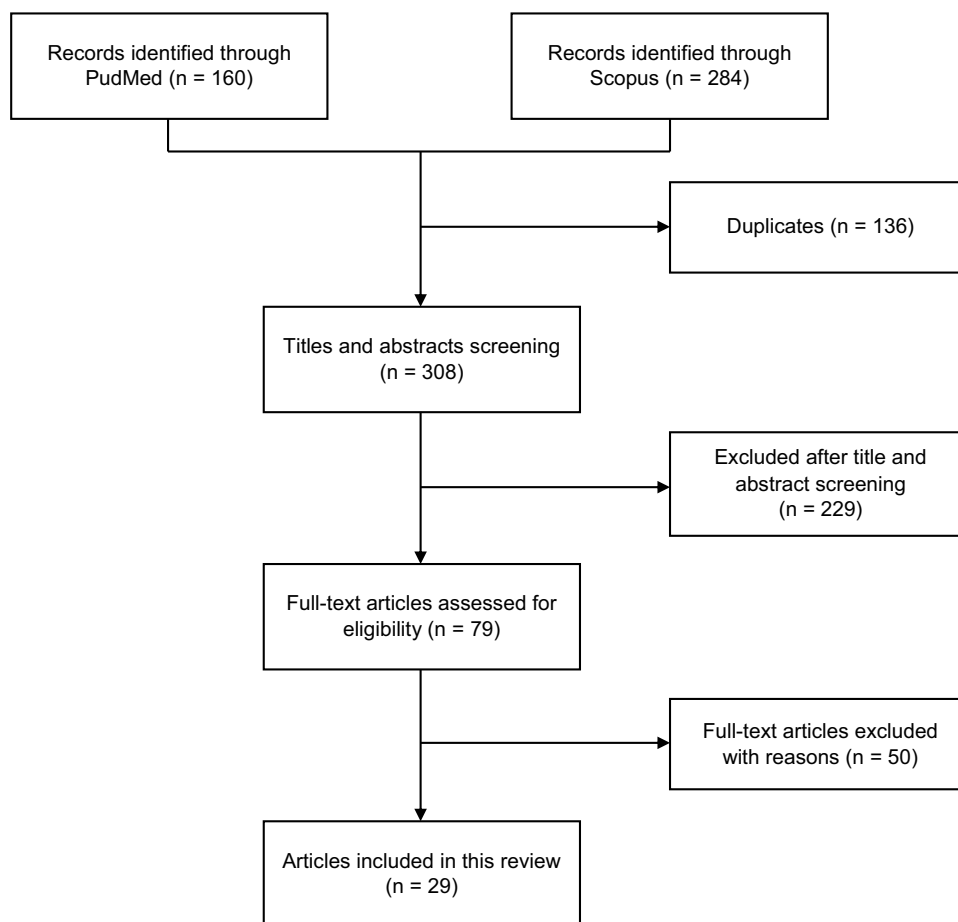 Records identified through
PudMed (n = 160)
Records identified through
Scopus (n = 284)
Duplicates (n = 136)
Titles and abstracts screening
(n = 308)
Excluded after title and
abstract screening
(n = 229)
Full-text articles assessed for
eligibility (n = 79)
Full-text articles excluded
with reasons (n = 50)
Articles included in this review
(n = 29)